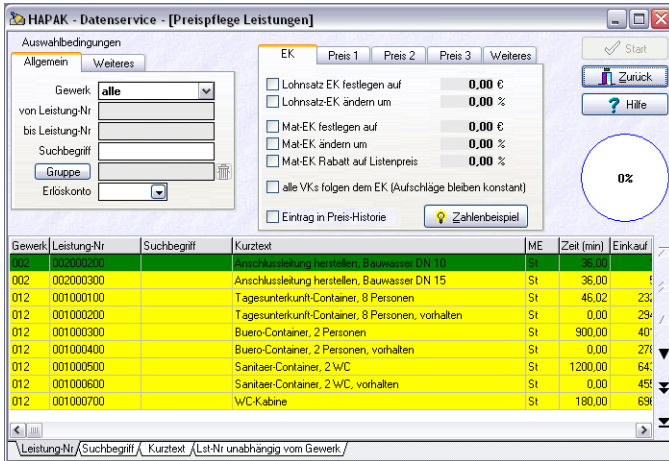 HAPAK - Datenservice - [Preispflege Leistungen]
Auswahlbedingungen
Allgemein Weiteres
Gewerk alle
von Leistung-Nr
bis Leistung-Nr
Suchbegriff
Gruppe
Erlöskonto
EK Preis 1 Preis 2 Preis 3 Weiteres
Lohnsatz EK festlegen auf 0,00 €
Lohnsatz-EK ändern um 0,00 %
Mat-EK festlegen auf 0,00 €
Mat-EK ändern um 0,00 %
Mat-EK Rabatt auf Listenpreis 0,00 %
alle VKs folgen dem EK (Aufschläge bleiben konstant)
Eintrag in Preis-Historie Zahlenbeispiel
Start
Zurück
? Hilfe
0%
Gewerk Leistung-Nr Suchbegriff Kurztext ME Zeit (min) Einkauf
002 002000200 Anschlussleitung herstellen, Bauwasser DN 10 St 36,00
002 002000300 Anschlussleitung herstellen, Bauwasser DN 15 St 36,00
012 001000100 Tagesunterkunft-Container, 8 Personen St 46,02 232
012 001000200 Tagesunterkunft-Container, 8 Personen, vorhalten St 0,00 294
012 001000300 Buero-Container, 2 Personen St 900,00 401
012 001000400 Buero-Container, 2 Personen, vorhalten St 0,00 278
012 001000500 Sanitaer-Container, 2 WC St 1200,00 643
012 001000600 Sanitaer-Container, 2 WC, vorhalten St 0,00 455
012 001000700 WC-Kabine St 180,00 696
Leistung-Nr Suchbegriff Kurztext Lst-Nr unabhängig vom Gewerk